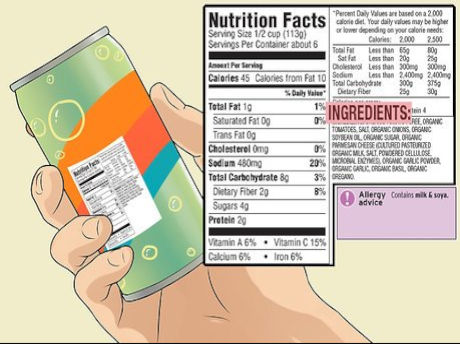 Nutrition Facts
Serving Size 1/2 cup (113g)
Servings Per Container about 6
Amount Per Serving
Calories 45 Calories from Fat 10
% Daily Value*
Total Fat 1g 1%
Saturated Fat 0g 0%
Trans Fat 0g
Cholesterol 0mg 0%
Sodium 480mg 20%
Total Carbohydrate 8g 3%
Dietary Fiber 2g 8%
Sugars 4g
Protein 2g
Vitamin A 6% • Vitamin C 15%
Calcium 6% • Iron 6%
*Percent Daily Values are based on a 2,000
calorie diet. Your daily values may be higher
or lower depending on your calorie needs:
Calories: 2,000 2,500
Total Fat Less than 65g 80g
Sat Fat Less than 20g 25g
Cholesterol Less than 300mg 300mg
Sodium Less than 2,400mg 2,400mg
Total Carbohydrate 300g 375g
Dietary Fiber 25g 30g
INGREDIENTS:
ORGANIC
TOMATOES, SALT, ORGANIC ONIONS, ORGANIC
SOYBEAN OIL, ORGANIC SUGAR, ORGANIC
PARMESAN CHEESE (CULTURED PASTEURIZED
ORGANIC MILK, SALT, POWDERED CELLULOSE,
MICROBIAL ENZYMES), ORGANIC GARLIC POWDER,
ORGANIC GARLIC, ORGANIC BASIL, ORGANIC
OREGANO.
Allergy advice Contains milk & soya.
Nutrition Facts